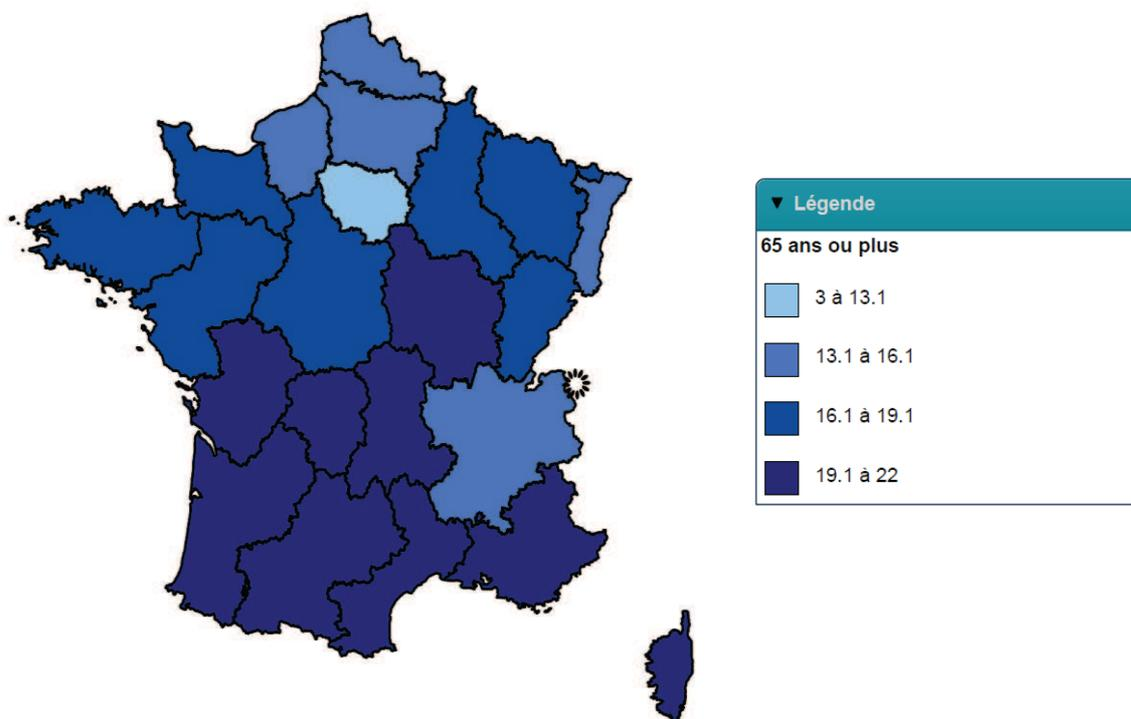 ▼ Légende
65 ans ou plus
3 à 13.1
13.1 à 16.1
16.1 à 19.1
19.1 à 22